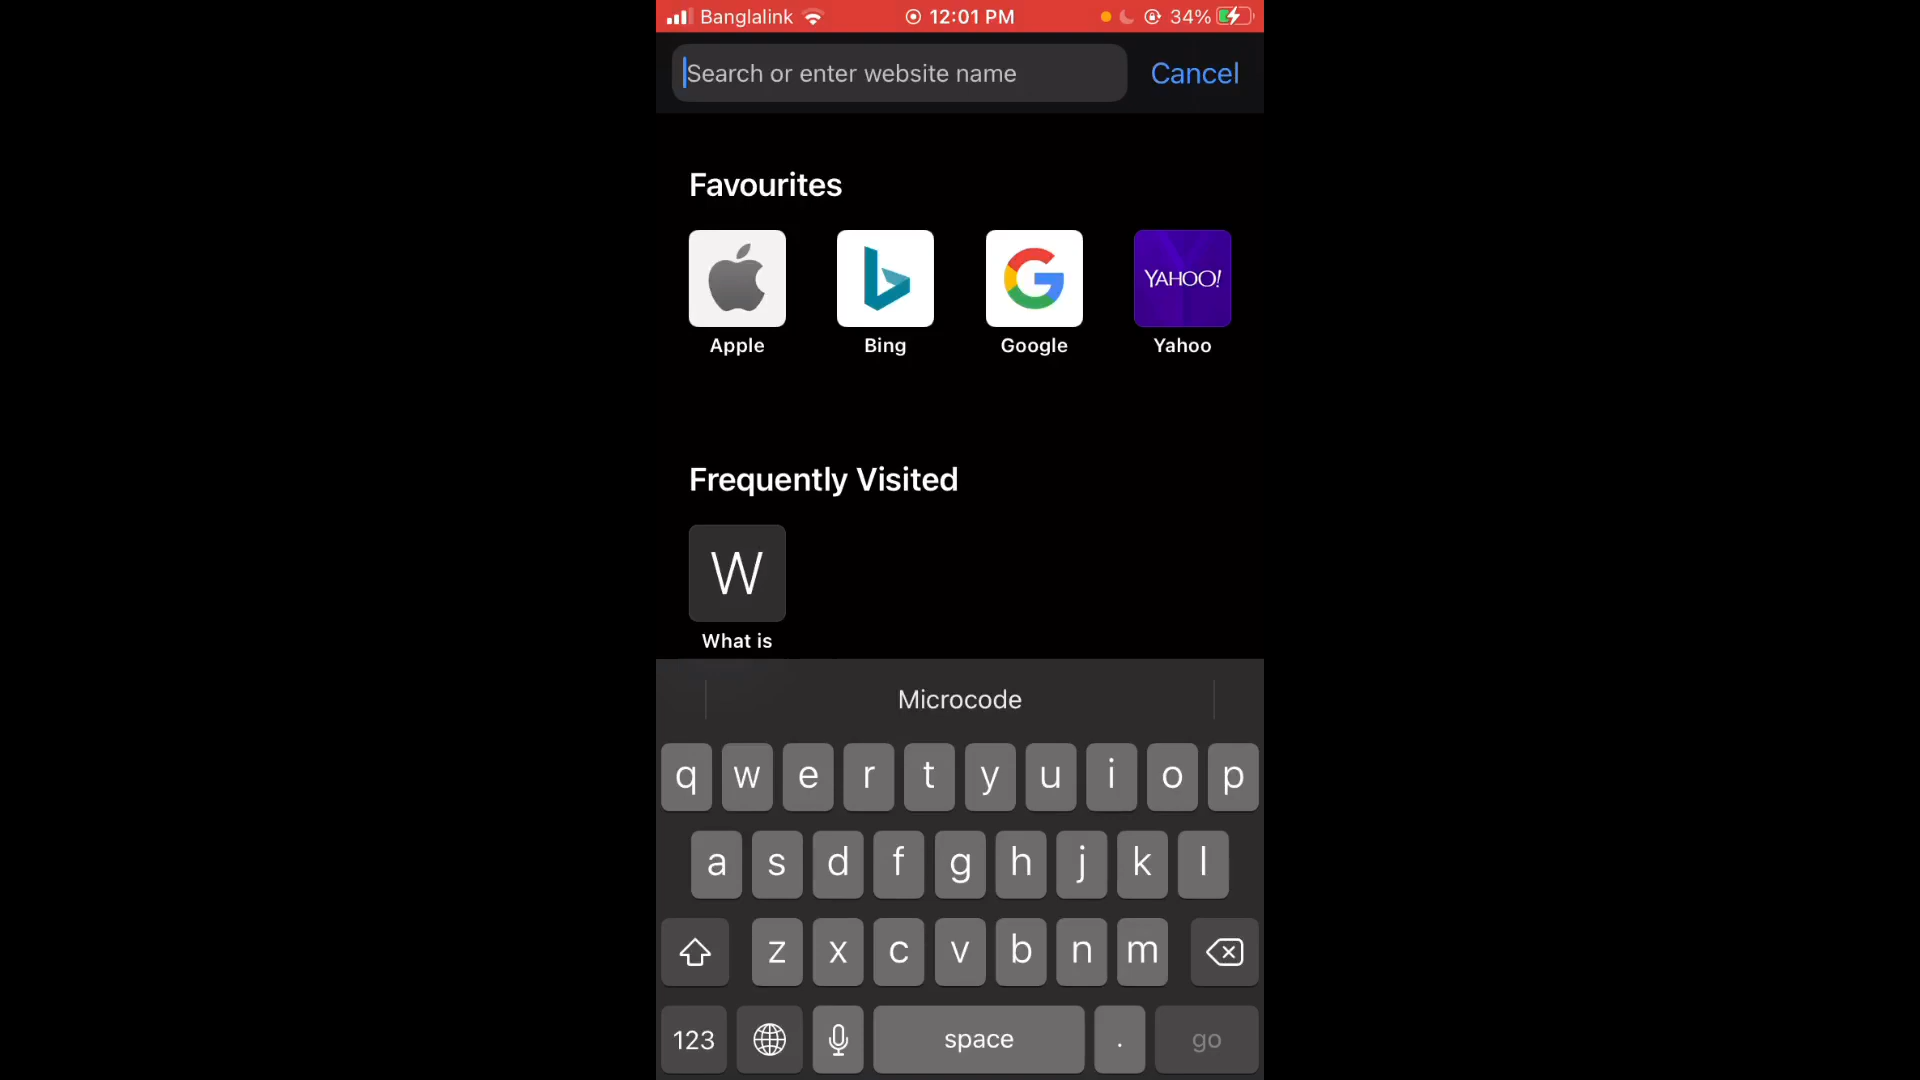 Banglalink 12:01 PM 34%
Search or enter website name Cancel
Favourites
YAHOO!
Apple Bing Google Yahoo
Frequently Visited
W
What is
Microcode
q w e r t y u i o p
a s d f g h j k l
z x c v b n m
123 space . go